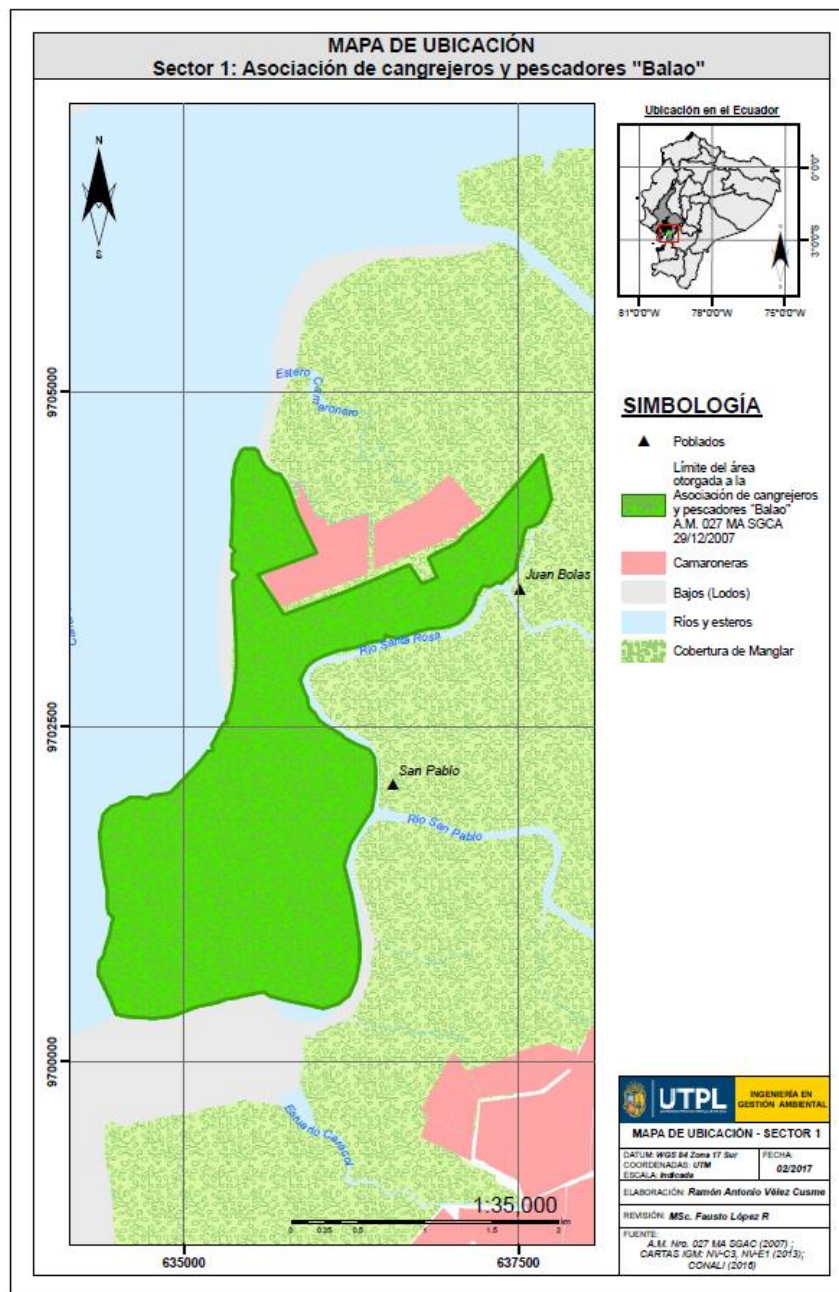 MAPA DE UBICACIÓN
Sector 1: Asociación de cangrejeros y pescadores "Balao"
N
S
Estero Camaronero
Juan Bolas
Rio Santa Rosa
San Pablo
Rio San Pablo
Estuario Caracol
9705000
9702500
9700000
635000
637500
1:35,000
0 0.25 0.5 1 1.5 2
km
Ubicación en el Ecuador
0°0'0"
3°0'0"S
81°0'0"W 78°0'0"W 75°0'0"W
SIMBOLOGÍA
Poblados
Límite del área
otorgada a la
Asociación de cangrejeros
y pescadores "Balao"
A.M. 027 MA SGCA
29/12/2007
Camaroneras
Bajos (Lodos)
Ríos y esteros
Cobertura de Manglar
UTPL
INGENIERÍA EN
GESTIÓN AMBIENTAL
MAPA DE UBICACIÓN - SECTOR 1
DATUM: WGS 84 Zona 17 Sur
COORDENADAS: UTM
ESCALA: Indicada
FECHA:
02/2017
ELABORACIÓN: Ramón Antonio Vélez Cusme
REVISIÓN: MSc. Fausto López R
FUENTE:
A.M. Nro. 027 MA SGAC (2007) ;
CARTAS IGM: NV-C3, NV-E1 (2013);
CONALI (2016)